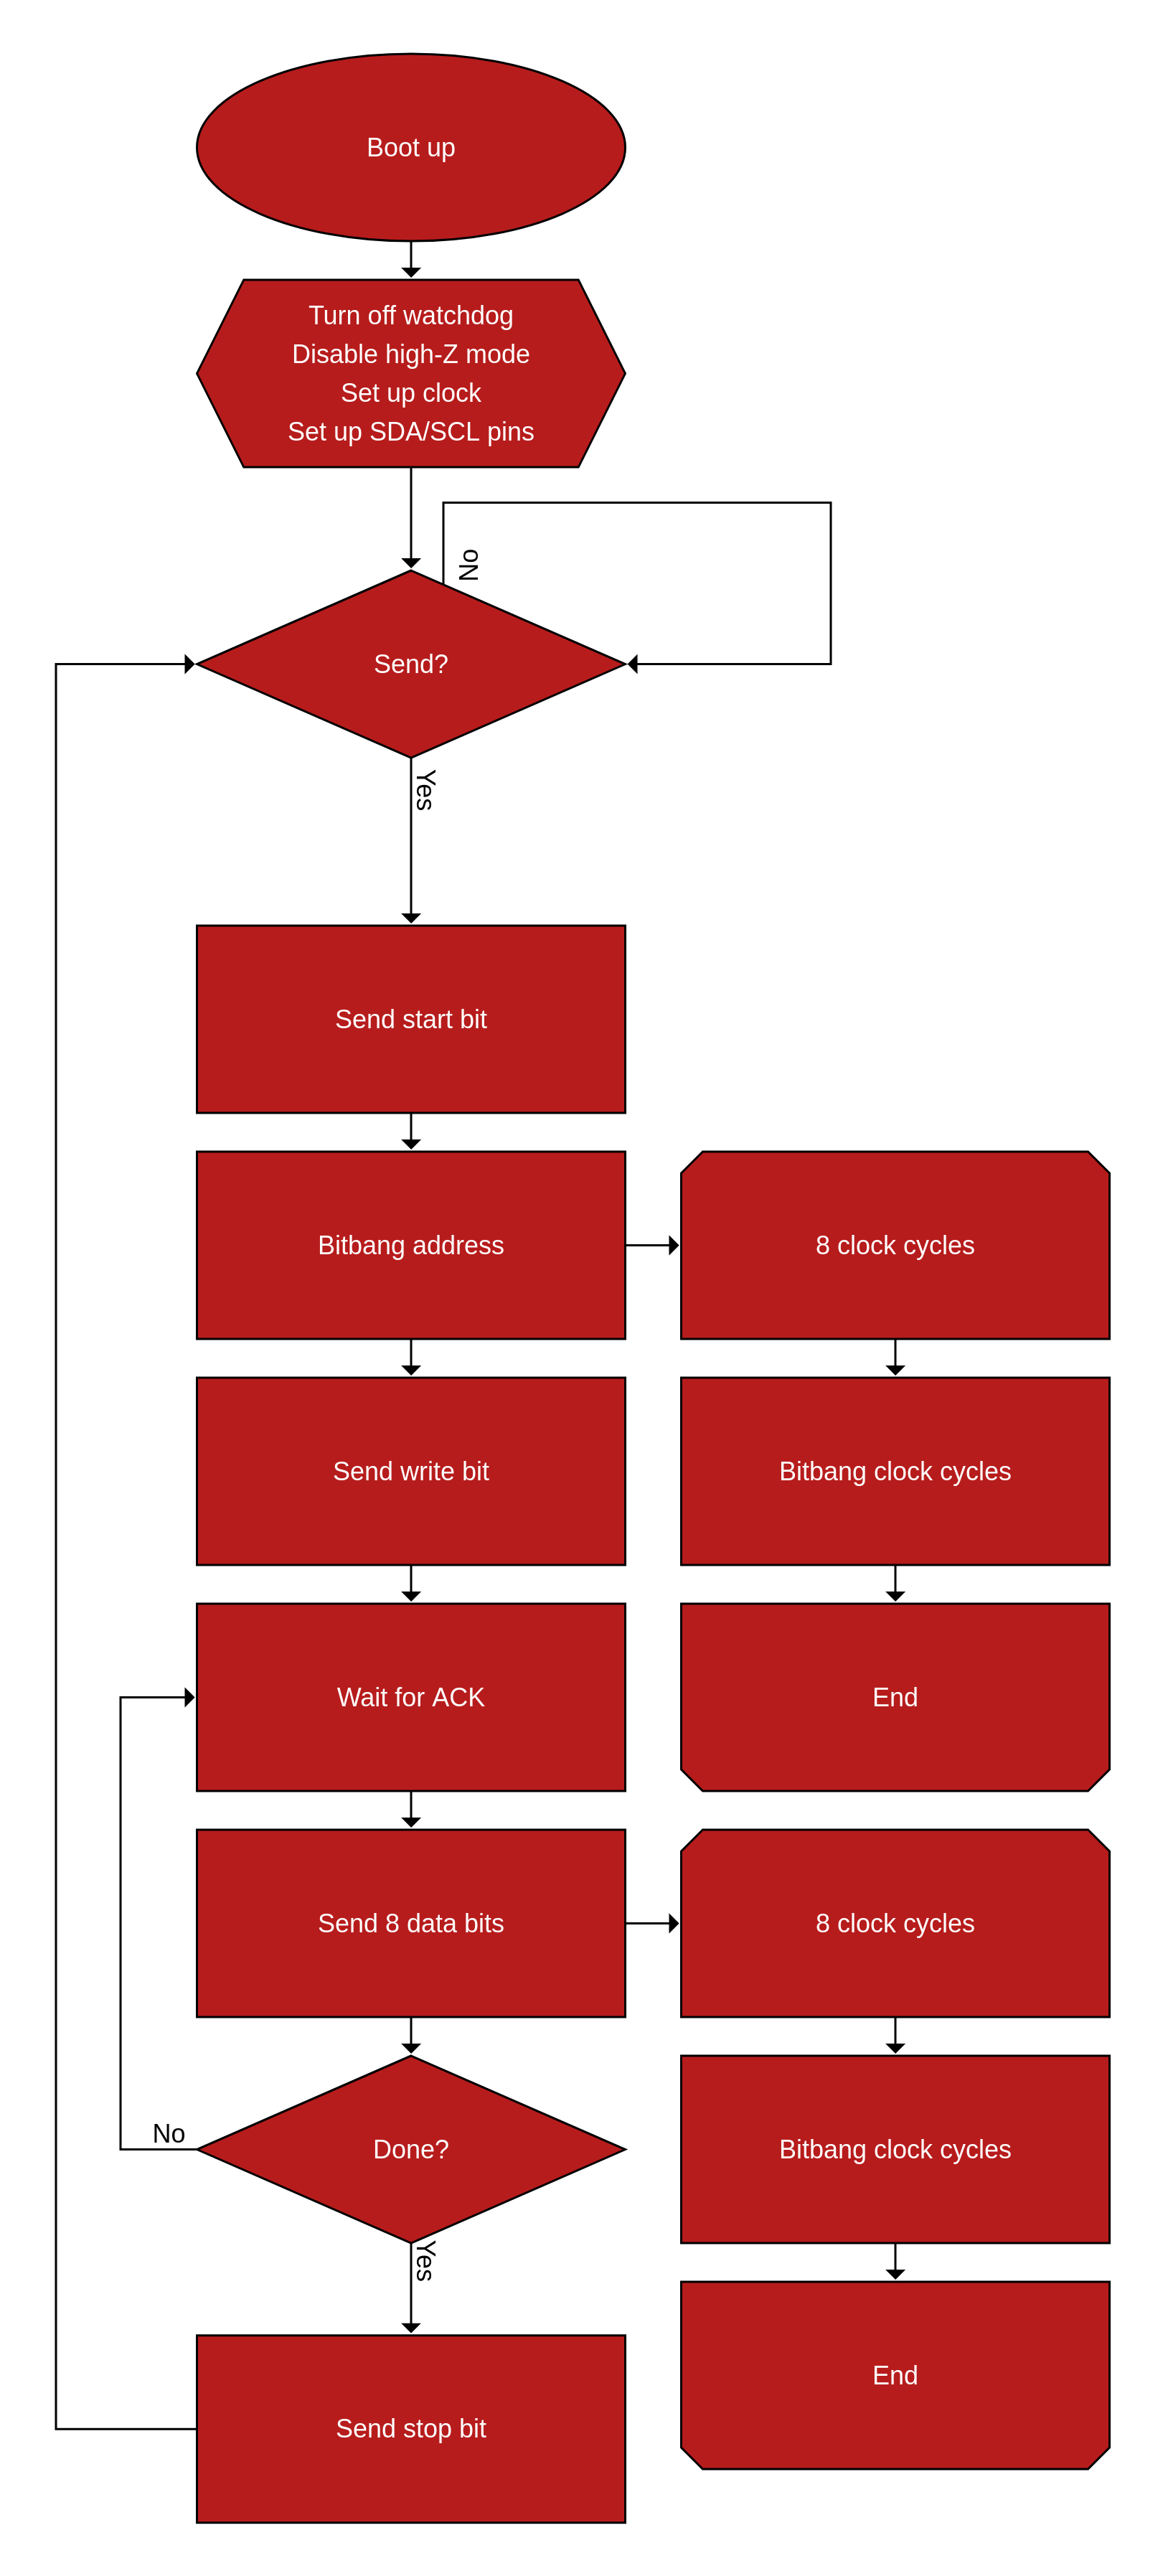 Boot up
Turn off watchdog
Disable high-Z mode
Set up clock
Set up SDA/SCL pins
No
Send?
Yes
Send start bit
Bitbang address
8 clock cycles
Send write bit
Bitbang clock cycles
Wait for ACK
End
Send 8 data bits
8 clock cycles
No
Done?
Bitbang clock cycles
Yes
End
Send stop bit